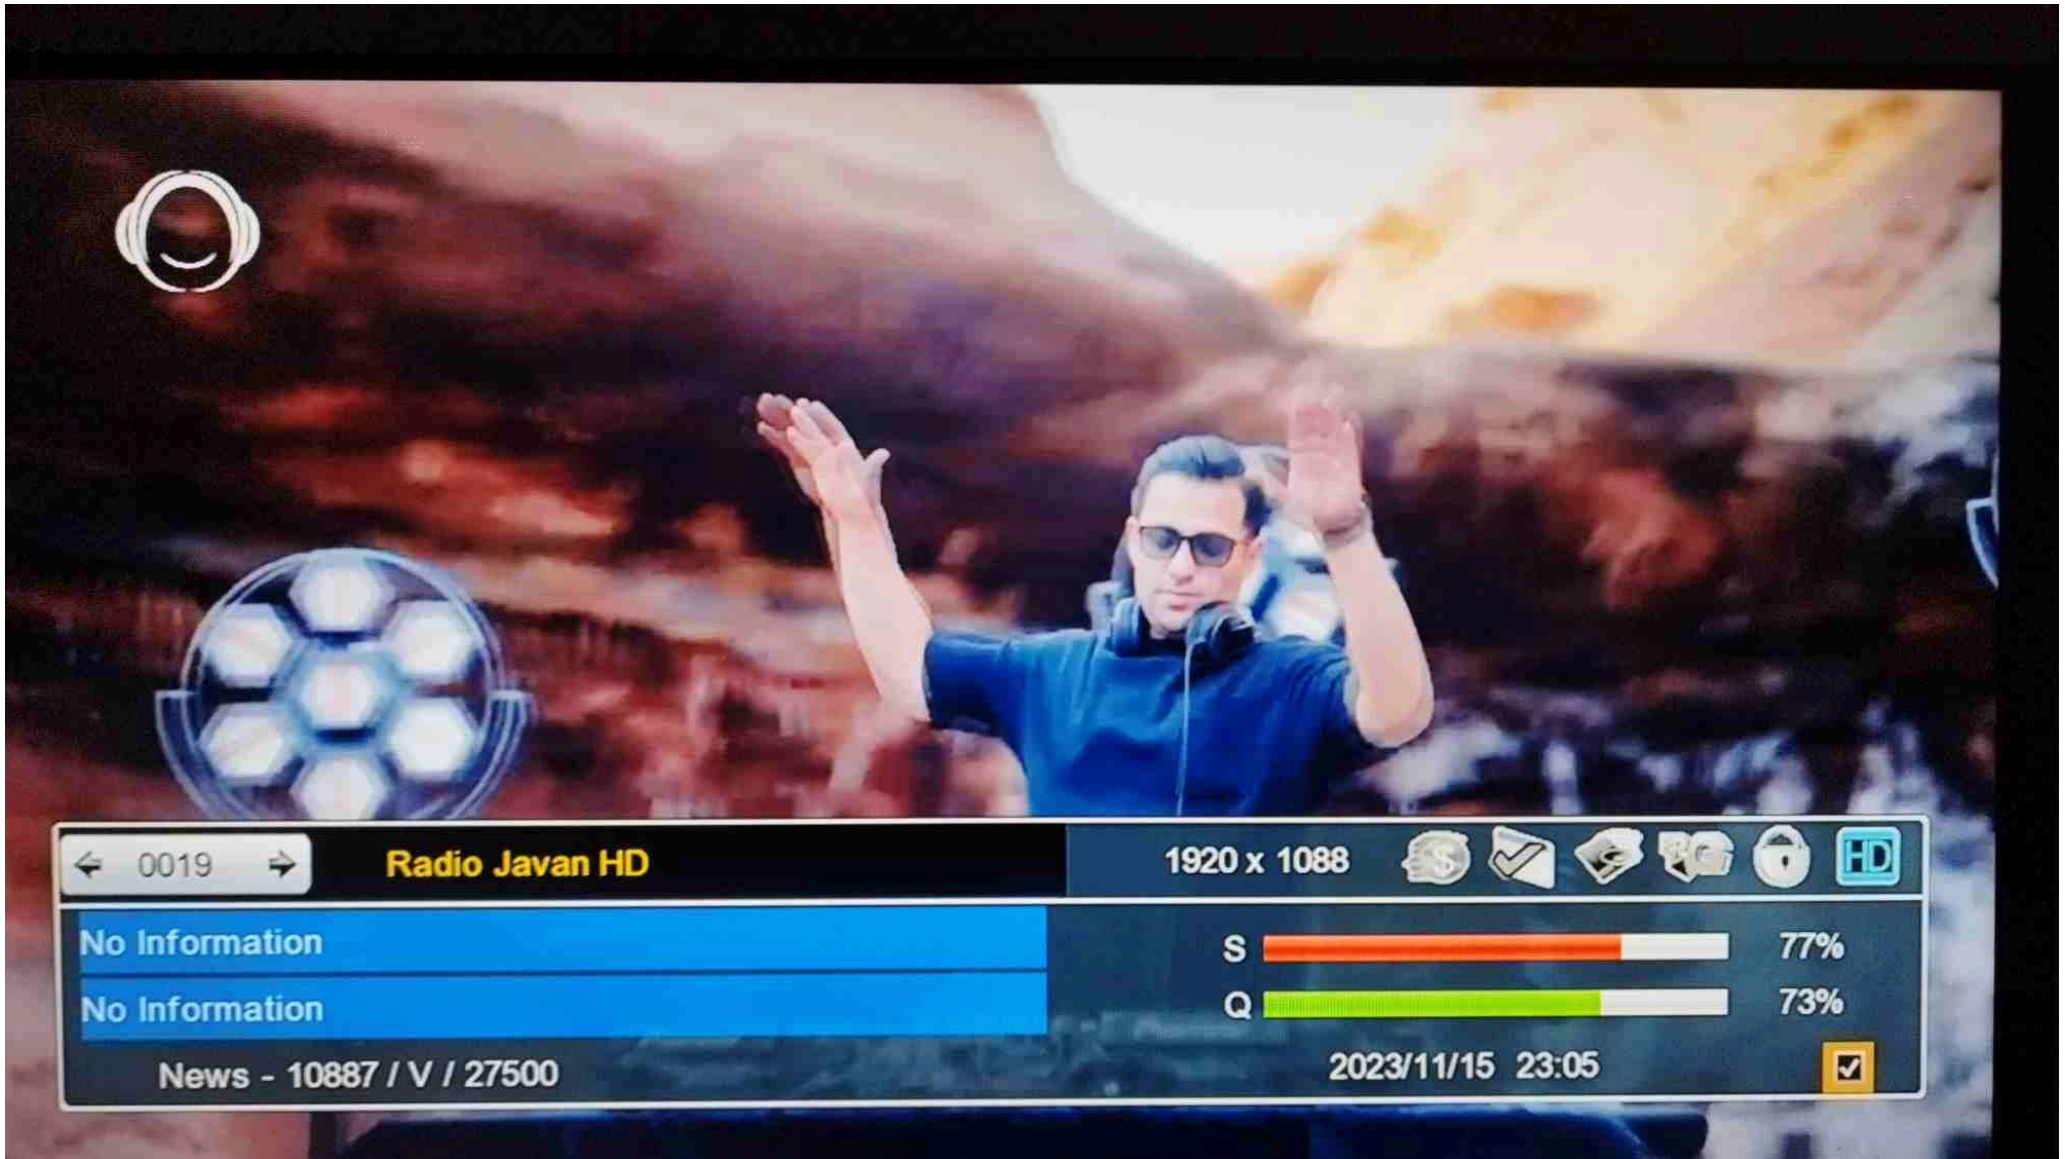 0019 Radio Javan HD 1920 x 1088 HD
No Information
S 77%
No Information
Q 73%
News - 10887 / V / 27500
2023/11/15 23:05